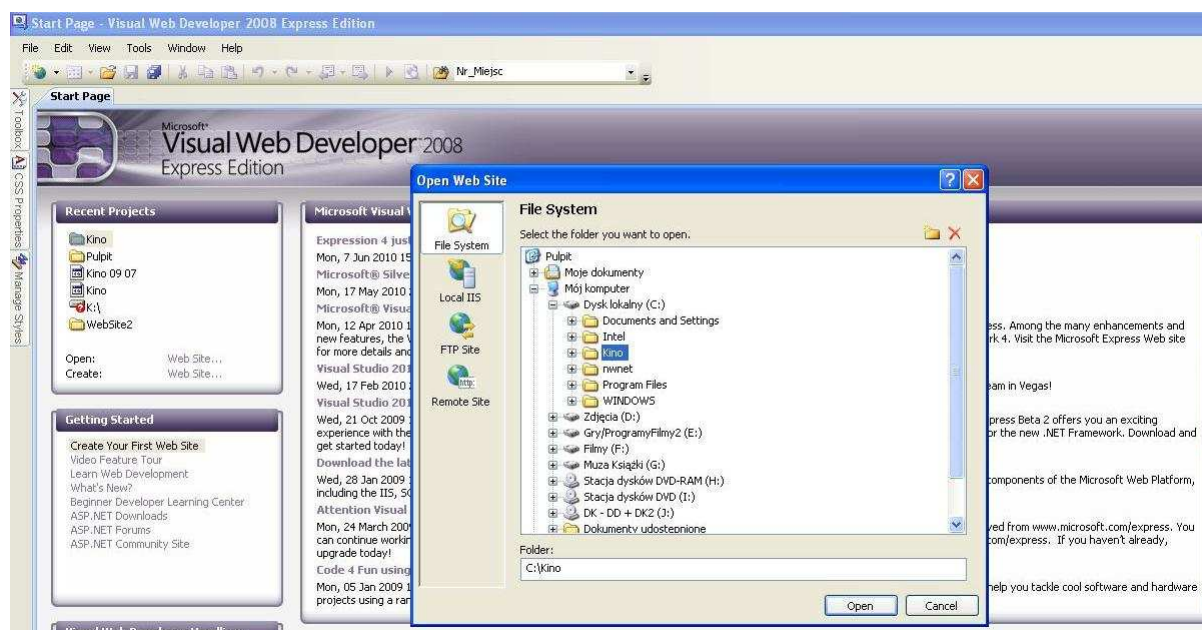 Start Page - Visual Web Developer 2008 Express Edition
File Edit View Tools Window Help
Nr_Miejsc
Start Page
Toolbox
CSS Properties
Manage Styles
Microsoft®
Visual Web Developer 2008
Express Edition
Recent Projects
Kino
Pulpit
Kino 09 07
Kino
K:\
WebSite2
Open: Web Site...
Create: Web Site...
Getting Started
Create Your First Web Site
Video Feature Tour
Learn Web Development
What's New?
Beginner Developer Learning Center
ASP.NET Downloads
ASP.NET Forums
ASP.NET Community Site
Microsoft Visual
Expression 4 just
Mon, 7 Jun 2010 15
Microsoft® Silve
Mon, 17 May 2010
Microsoft® Visua
Mon, 12 Apr 2010 1
new features, the V
for more details and
Visual Studio 201
Wed, 17 Feb 2010
Visual Studio 201
Wed, 21 Oct 2009
experience with the
get started today!
Download the lat
Wed, 28 Jan 2009
including the IIS, SQ
Attention Visual
Mon, 24 March 200
can continue workin
upgrade today!
Code 4 Fun using
Mon, 05 Jan 2009 1
projects using a ran
Open Web Site
File System
Local IIS
FTP Site
http:
Remote Site
File System
Select the folder you want to open.
Pulpit
Moje dokumenty
Mój komputer
Dysk lokalny (C:)
Documents and Settings
Intel
Kino
nwnet
Program Files
WINDOWS
Zdjęcia (D:)
Gry/ProgramyFilmy2 (E:)
Filmy (F:)
Muza Książki (G:)
Stacja dysków DVD-RAM (H:)
Stacja dysków DVD (I:)
DK - DD + DK2 (J:)
Dokumenty udostępnione
Folder:
C:\Kino
Open Cancel
ess. Among the many enhancements and
rk 4. Visit the Microsoft Express Web site
eam in Vegas!
press Beta 2 offers you an exciting
or the new .NET Framework. Download and
components of the Microsoft Web Platform,
ved from www.microsoft.com/express. You
com/express. If you haven't already,
help you tackle cool software and hardware